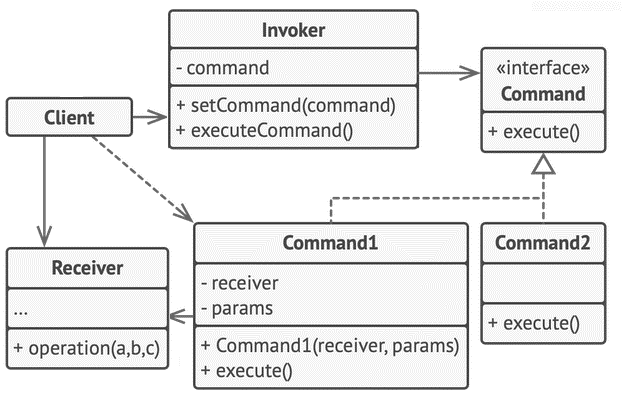 Invoker
- command
+ setCommand(command)
+ executeCommand()
«interface»
Command
+ execute()
Client
Receiver
...
+ operation(a,b,c)
Command1
- receiver
- params
+ Command1(receiver, params)
+ execute()
Command2
+ execute()